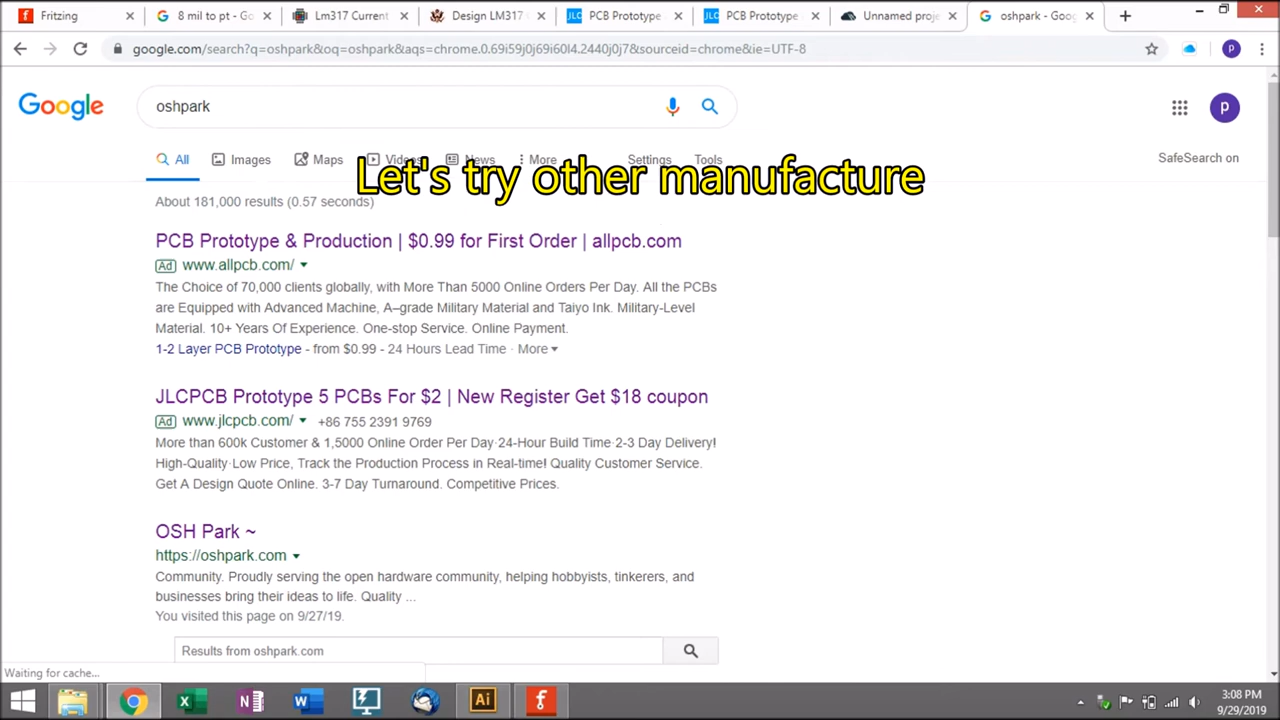 Fritzing
8 mil to pt - G
Lm317 Current
Design LM317
PCB Prototype
PCB Prototype
Unnamed proje
oshpark - Goog
google.com/search?q=oshpark&oq=oshpark&aqs=chrome.0.69i59j0j69i60l4.2440j0j7&sourceid=chrome&ie=UTF-8
P
Google
oshpark
P
All
Images
Maps
Videos
News
More
Settings
Tools
SafeSearch on
Let's try other manufacture
About 181,000 results (0.57 seconds)
PCB Prototype & Production | $0.99 for First Order | allpcb.com
Ad www.allpcb.com/
The Choice of 70,000 clients globally, with More Than 5000 Online Orders Per Day. All the PCBs
are Equipped with Advanced Machine, A–grade Military Material and Taiyo Ink. Military-Level
Material. 10+ Years Of Experience. One-stop Service. Online Payment.
1-2 Layer PCB Prototype - from $0.99 - 24 Hours Lead Time · More
JLCPCB Prototype 5 PCBs For $2 | New Register Get $18 coupon
Ad www.jlcpcb.com/ +86 755 2391 9769
More than 600k Customer & 1,5000 Online Order Per Day·24-Hour Build Time·2-3 Day Delivery!
High-Quality·Low Price, Track the Production Process in Real-time! Quality Customer Service.
Get A Design Quote Online. 3-7 Day Turnaround. Competitive Prices.
OSH Park ~
https://oshpark.com
Community. Proudly serving the open hardware community, helping hobbyists, tinkerers, and
businesses bring their ideas to life. Quality ...
You visited this page on 9/27/19.
Results from oshpark.com
Waiting for cache...
Ai
f
3:08 PM
9/29/2019